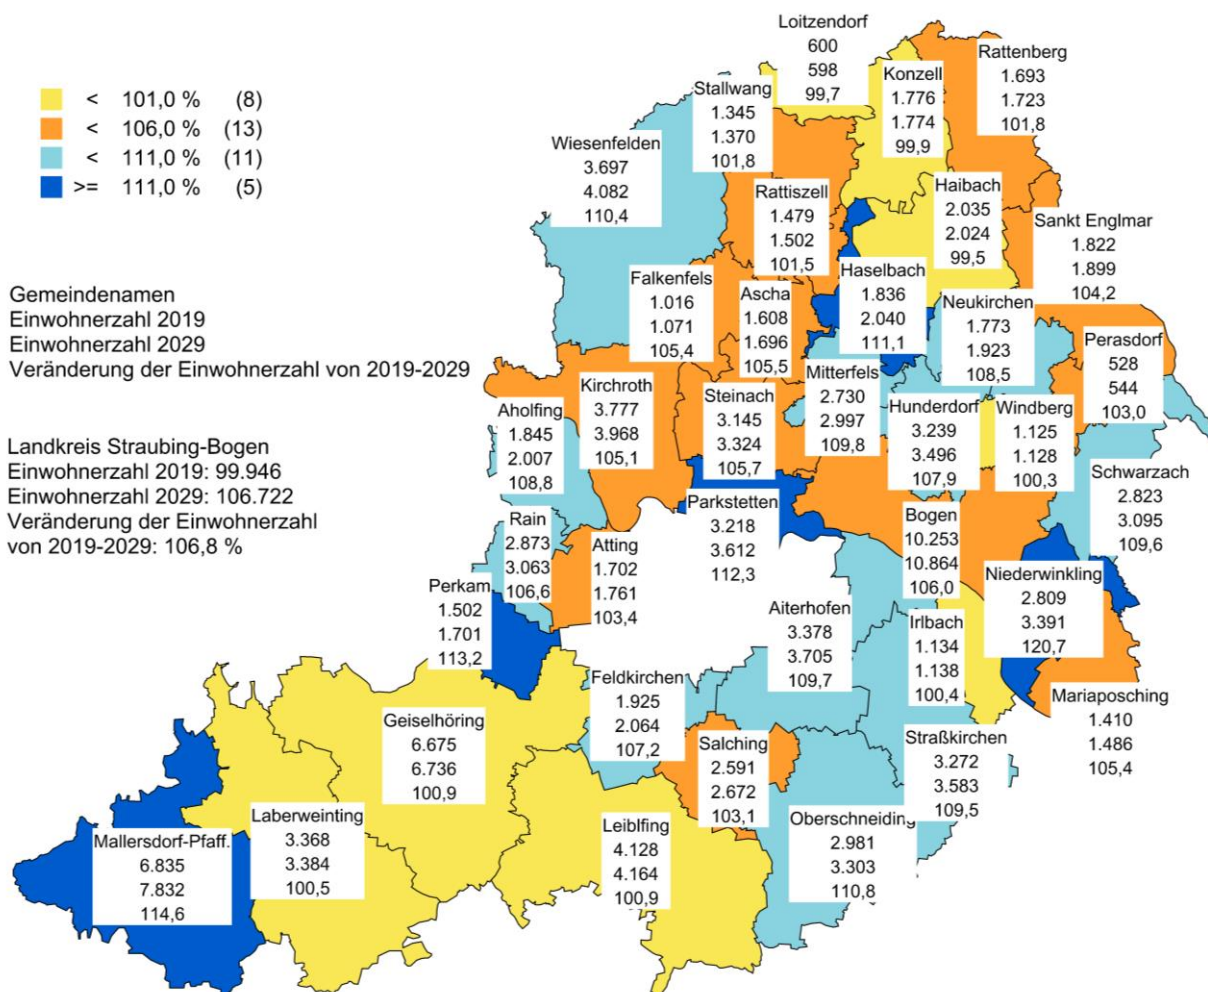 < 101,0 % (8)
< 106,0 % (13)
< 111,0 % (11)
>= 111,0 % (5)
Gemeindenamen
Einwohnerzahl 2019
Einwohnerzahl 2029
Veränderung der Einwohnerzahl von 2019-2029
Landkreis Straubing-Bogen
Einwohnerzahl 2019: 99.946
Einwohnerzahl 2029: 106.722
Veränderung der Einwohnerzahl
von 2019-2029: 106,8 %
Loitzendorf
600
598
99,7
Rattenberg
1.693
1.723
101,8
Konzell
1.776
1.774
99,9
Stallwang
1.345
1.370
101,8
Wiesenfelden
3.697
4.082
110,4
Rattiszell
1.479
1.502
101,5
Haibach
2.035
2.024
99,5
Sankt Englmar
1.822
1.899
104,2
Falkenfels
1.016
1.071
105,4
Ascha
1.608
1.696
105,5
Haselbach
1.836
2.040
111,1
Neukirchen
1.773
1.923
108,5
Perasdorf
528
544
103,0
Kirchroth
3.777
3.968
105,1
Steinach
3.145
3.324
105,7
Mitterfels
2.730
2.997
109,8
Hunderdorf
3.239
3.496
107,9
Windberg
1.125
1.128
100,3
Aholfing
1.845
2.007
108,8
Schwarzach
2.823
3.095
109,6
Parkstetten
3.218
3.612
112,3
Bogen
10.253
10.864
106,0
Rain
2.873
3.063
106,6
Atting
1.702
1.761
103,4
Niederwinkling
2.809
3.391
120,7
Perkam
1.502
1.701
113,2
Aiterhofen
3.378
3.705
109,7
Irlbach
1.134
1.138
100,4
Feldkirchen
1.925
2.064
107,2
Mariaposching
1.410
1.486
105,4
Geiselhöring
6.675
6.736
100,9
Salching
2.591
2.672
103,1
Straßkirchen
3.272
3.583
109,5
Laberweinting
3.368
3.384
100,5
Leiblfing
4.128
4.164
100,9
Oberschneiding
2.981
3.303
110,8
Mallersdorf-Pfaff.
6.835
7.832
114,6